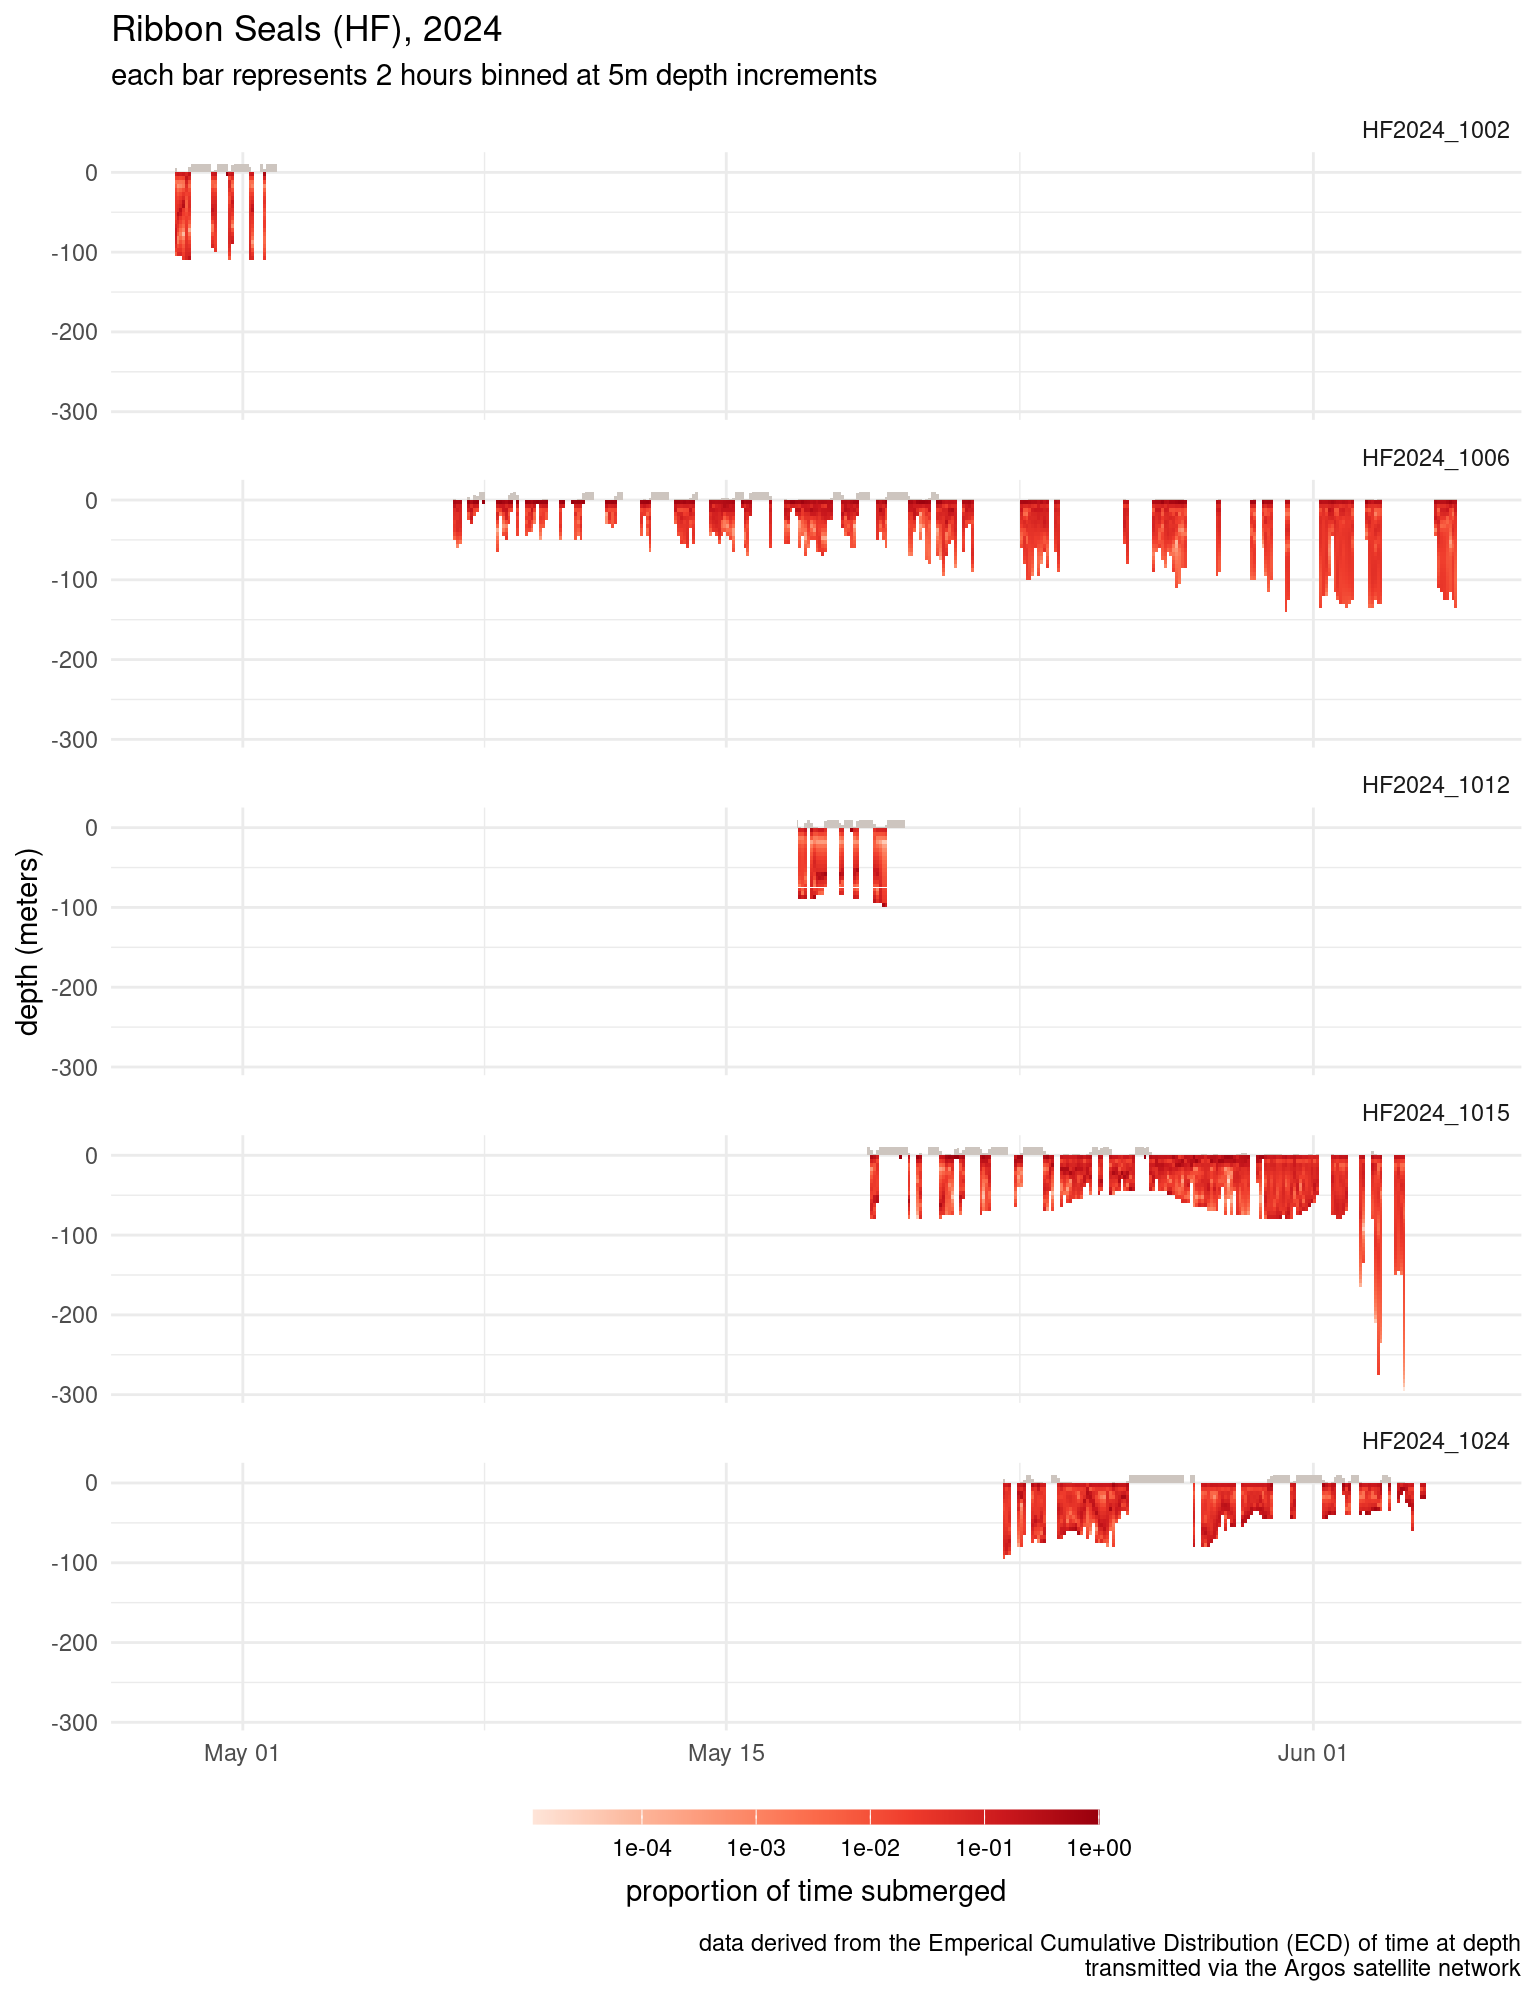 Ribbon Seals (HF), 2024
each bar represents 2 hours binned at 5m depth increments
HF2024_1002
0
-100
-200
-300
HF2024_1006
0
-100
-200
-300
HF2024_1012
0
-100
-200
-300
depth (meters)
HF2024_1015
0
-100
-200
-300
HF2024_1024
0
-100
-200
-300
May 01 May 15 Jun 01
1e-04 1e-03 1e-02 1e-01 1e+00
proportion of time submerged
data derived from the Emperical Cumulative Distribution (ECD) of time at depth
transmitted via the Argos satellite network